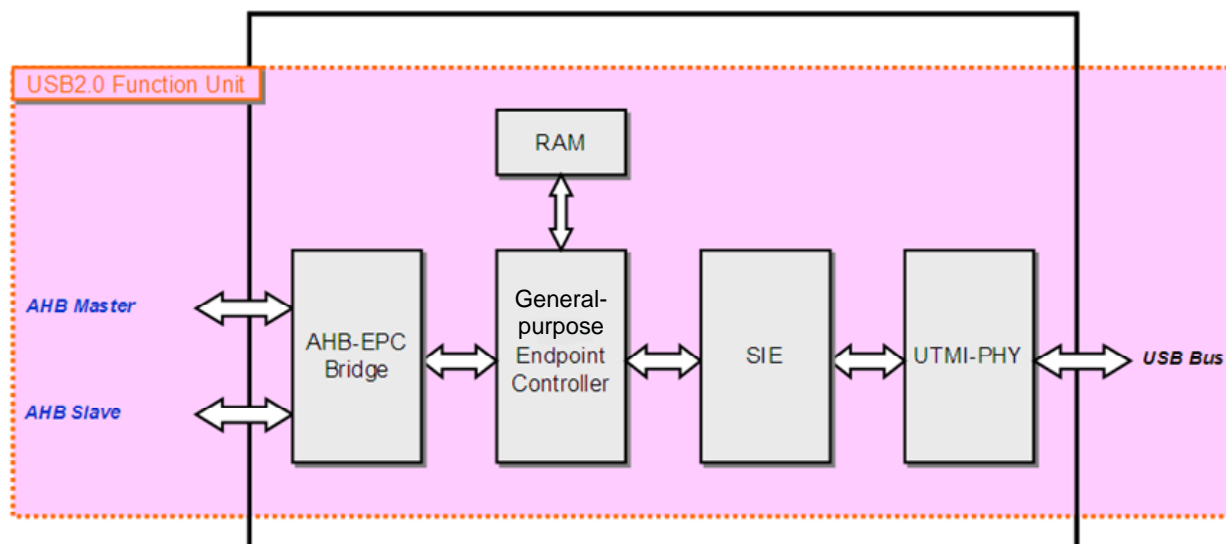 USB2.0 Function Unit
RAM
AHB Master
AHB Slave
AHB-EPC
Bridge
General-
purpose
Endpoint
Controller
SIE
UTMI-PHY
USB Bus